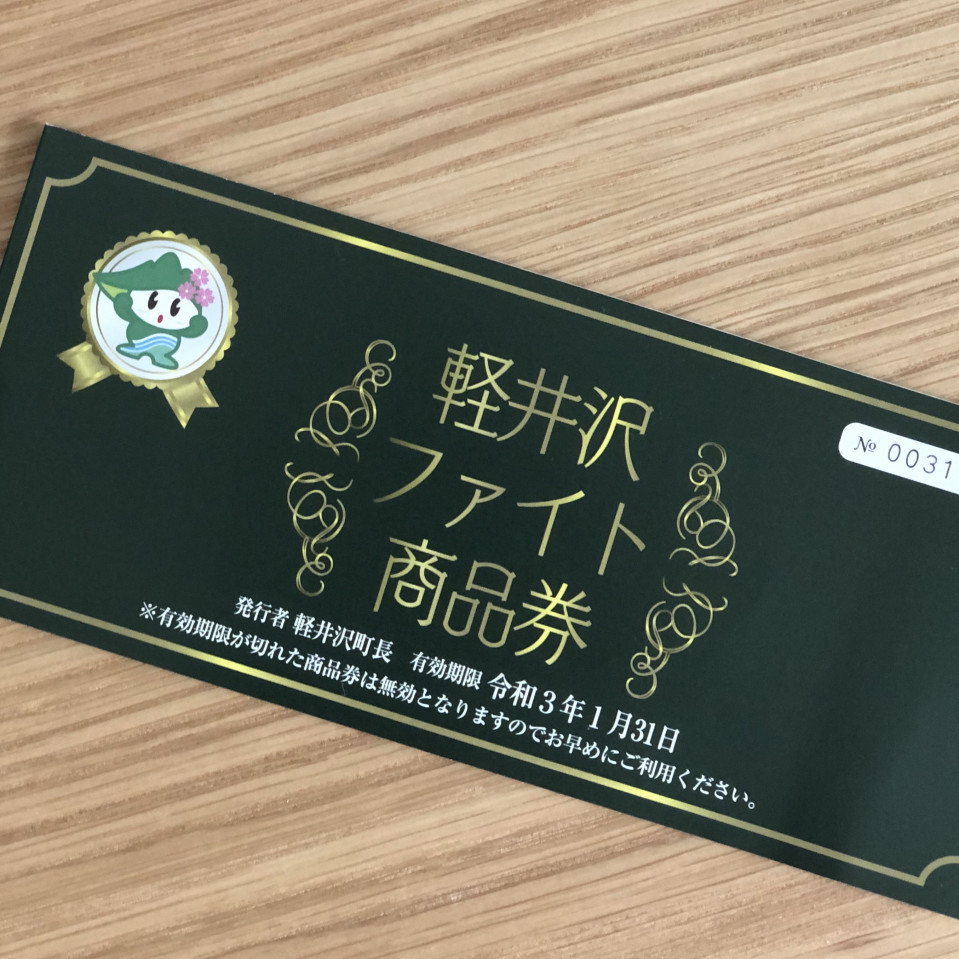 軽井沢
ファイト
商品券
№ 0031
発行者 軽井沢町長 有効期限 令和3年1月31日
※有効期限が切れた商品券は無効となりますのでお早めにご利用ください。